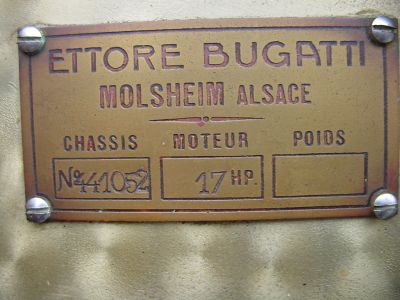 ETTORE BUGATTI
MOLSHEIM ALSACE
CHASSIS MOTEUR POIDS
No 441052 17 HP.